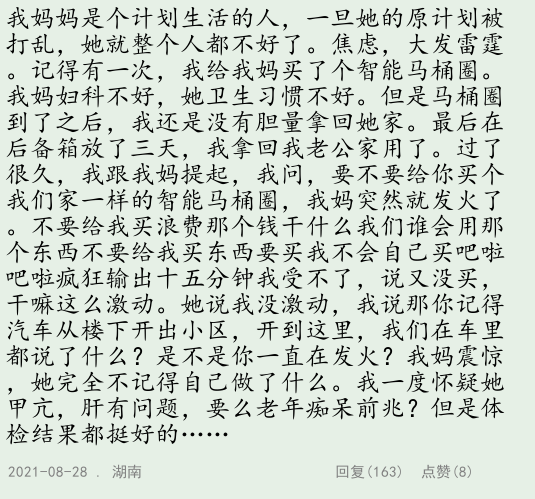 我妈妈是个计划生活的人，一旦她的原计划被
打乱，她就整个人都不好了。焦虑，大发雷霆
。记得有一次，我给我妈买了个智能马桶圈。
我妈妇科不好，她卫生习惯不好。但是马桶圈
到了之后，我还是没有胆量拿回她家。最后在
后备箱放了三天，我拿回我老公家用了。过了
很久，我跟我妈提起，我问，要不要给你买个
我们家一样的智能马桶圈，我妈突然就发火了
。不要给我买浪费那个钱干什么我们谁会用那
个东西不要给我买东西要买我不会自己买吧啦
吧啦疯狂输出十五分钟我受不了，说又没买，
干嘛这么激动。她说我没激动，我说那你记得
汽车从楼下开出小区，开到这里，我们在车里
都说了什么？是不是你一直在发火？我妈震惊
，她完全不记得自己做了什么。我一度怀疑她
甲亢，肝有问题，要么老年痴呆前兆？但是体
检结果都挺好的……
2021-08-28 . 湖南 回复(163) 点赞(8)